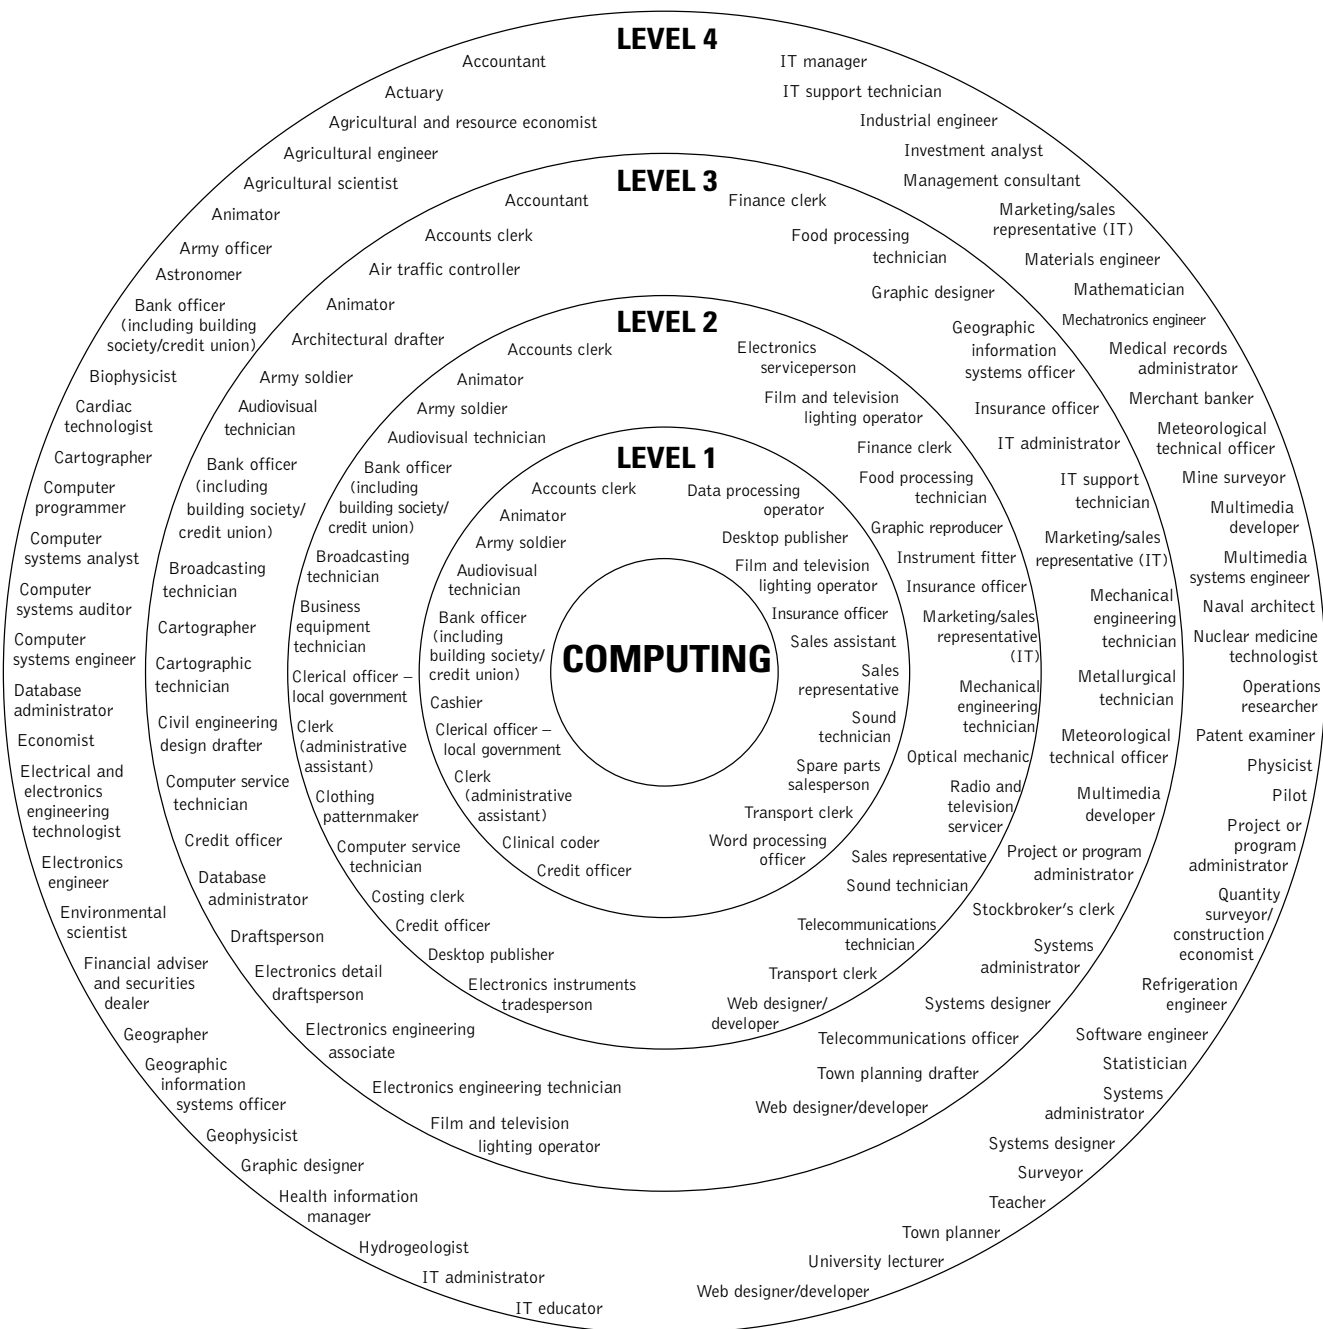 LEVEL 4
Accountant
Actuary
Agricultural and resource economist
Agricultural engineer
Agricultural scientist
Animator
Army officer
Astronomer
Bank officer
(including building
society/credit union)
Biophysicist
Cardiac
technologist
Cartographer
Computer
programmer
Computer
systems analyst
Computer
systems auditor
Computer
systems engineer
Database
administrator
Economist
Electrical and
electronics
engineering
technologist
Electronics
engineer
Environmental
scientist
Financial adviser
and securities
dealer
Geographer
Geographic
information
systems officer
Geophysicist
Graphic designer
Health information
manager
Hydrogeologist
IT administrator
IT educator
IT manager
IT support technician
Industrial engineer
Investment analyst
Management consultant
Marketing/sales
representative (IT)
Materials engineer
Mathematician
Mechatronics engineer
Medical records
administrator
Merchant banker
Meteorological
technical officer
Mine surveyor
Multimedia
developer
Multimedia
systems engineer
Naval architect
Nuclear medicine
technologist
Operations
researcher
Patent examiner
Physicist
Pilot
Project or
program
administrator
Quantity
surveyor/
construction
economist
Refrigeration
engineer
Software engineer
Statistician
Systems
administrator
Systems designer
Surveyor
Teacher
Town planner
University lecturer
Web designer/developer
LEVEL 3
Accountant
Accounts clerk
Air traffic controller
Animator
Architectural drafter
Army soldier
Audiovisual
technician
Bank officer
(including
building society/
credit union)
Broadcasting
technician
Cartographer
Cartographic
technician
Civil engineering
design drafter
Computer service
technician
Credit officer
Database
administrator
Draftsperson
Electronics detail
draftsperson
Electronics engineering
associate
Electronics engineering technician
Film and television
lighting operator
Finance clerk
Food processing
technician
Graphic designer
Geographic
information
systems officer
Insurance officer
IT administrator
IT support
technician
Marketing/sales
representative (IT)
Mechanical
engineering
technician
Metallurgical
technician
Meteorological
technical officer
Multimedia
developer
Project or program
administrator
Stockbroker's clerk
Systems
administrator
Systems designer
Telecommunications officer
Town planning drafter
Web designer/developer
LEVEL 2
Accounts clerk
Animator
Army soldier
Audiovisual technician
Bank officer
(including
building society/
credit union)
Broadcasting
technician
Business
equipment
technician
Clerical officer –
local government
Clerk
(administrative
assistant)
Clothing
patternmaker
Computer service
technician
Costing clerk
Credit officer
Desktop publisher
Electronics instruments
tradesperson
Electronics
serviceperson
Film and television
lighting operator
Finance clerk
Food processing
technician
Graphic reproducer
Instrument fitter
Insurance officer
Marketing/sales
representative
(IT)
Mechanical
engineering
technician
Optical mechanic
Radio and
television
servicer
Sales representative
Sound technician
Telecommunications
technician
Transport clerk
Web designer/
developer
LEVEL 1
Accounts clerk
Animator
Army soldier
Audiovisual
technician
Bank officer
(including
building society/
credit union)
Cashier
Clerical officer –
local government
Clerk
(administrative
assistant)
Clinical coder
Credit officer
Data processing
operator
Desktop publisher
Film and television
lighting operator
Insurance officer
Sales assistant
Sales
representative
Sound
technician
Spare parts
salesperson
Transport clerk
Word processing
officer
COMPUTING